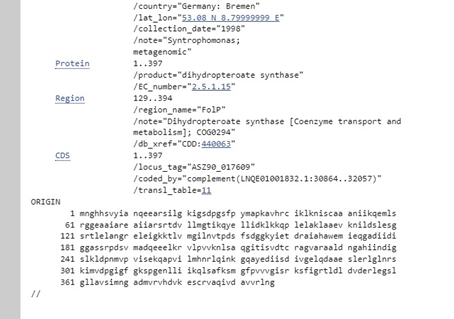 /country="Germany: Bremen"
/lat_lon="53.08 N 8.79999999 E"
/collection_date="1998"
/note="Syntrophomonas;
metagenomic"
Protein 1..397
/product="dihydropteroate synthase"
/EC_number="2.5.1.15"
Region 129..394
/region_name="FolP"
/note="Dihydropteroate synthase [Coenzyme transport and
metabolism]; COG0294"
/db_xref="CDD:440063"
CDS 1..397
/locus_tag="ASZ90_017609"
/coded_by="complement(LNQE01001832.1:30864..32057)"
/transl_table=11
ORIGIN
1 mnghhsvyia nqeearsilg kigsdpgsfp ymapkavhrc iklkniscaa aniikqemls
61 rggeaaiare aiiarsrtdv llmgtikqye llidklkkqp lelaklaaev knildslesg
121 srtlelangr eleigkktlv mgilnvtpds fsdggkyiet draiahawem ieqgadiidi
181 ggassrpdsv madqeeelkr vlpvvknlsa qgitisvdtc ragvaraald ngahiindig
241 slkldpnmvp visekqapvi lmhnrlqink gqayediisd ivgelqdaae slerlglnrs
301 kimvdpgigf gkspgenlli ikqlsafksm gfpvvvgisr ksfigrtldl dvderlegsl
361 gllavsimng admvrvhdvk escrvaqivd avvrlng
//